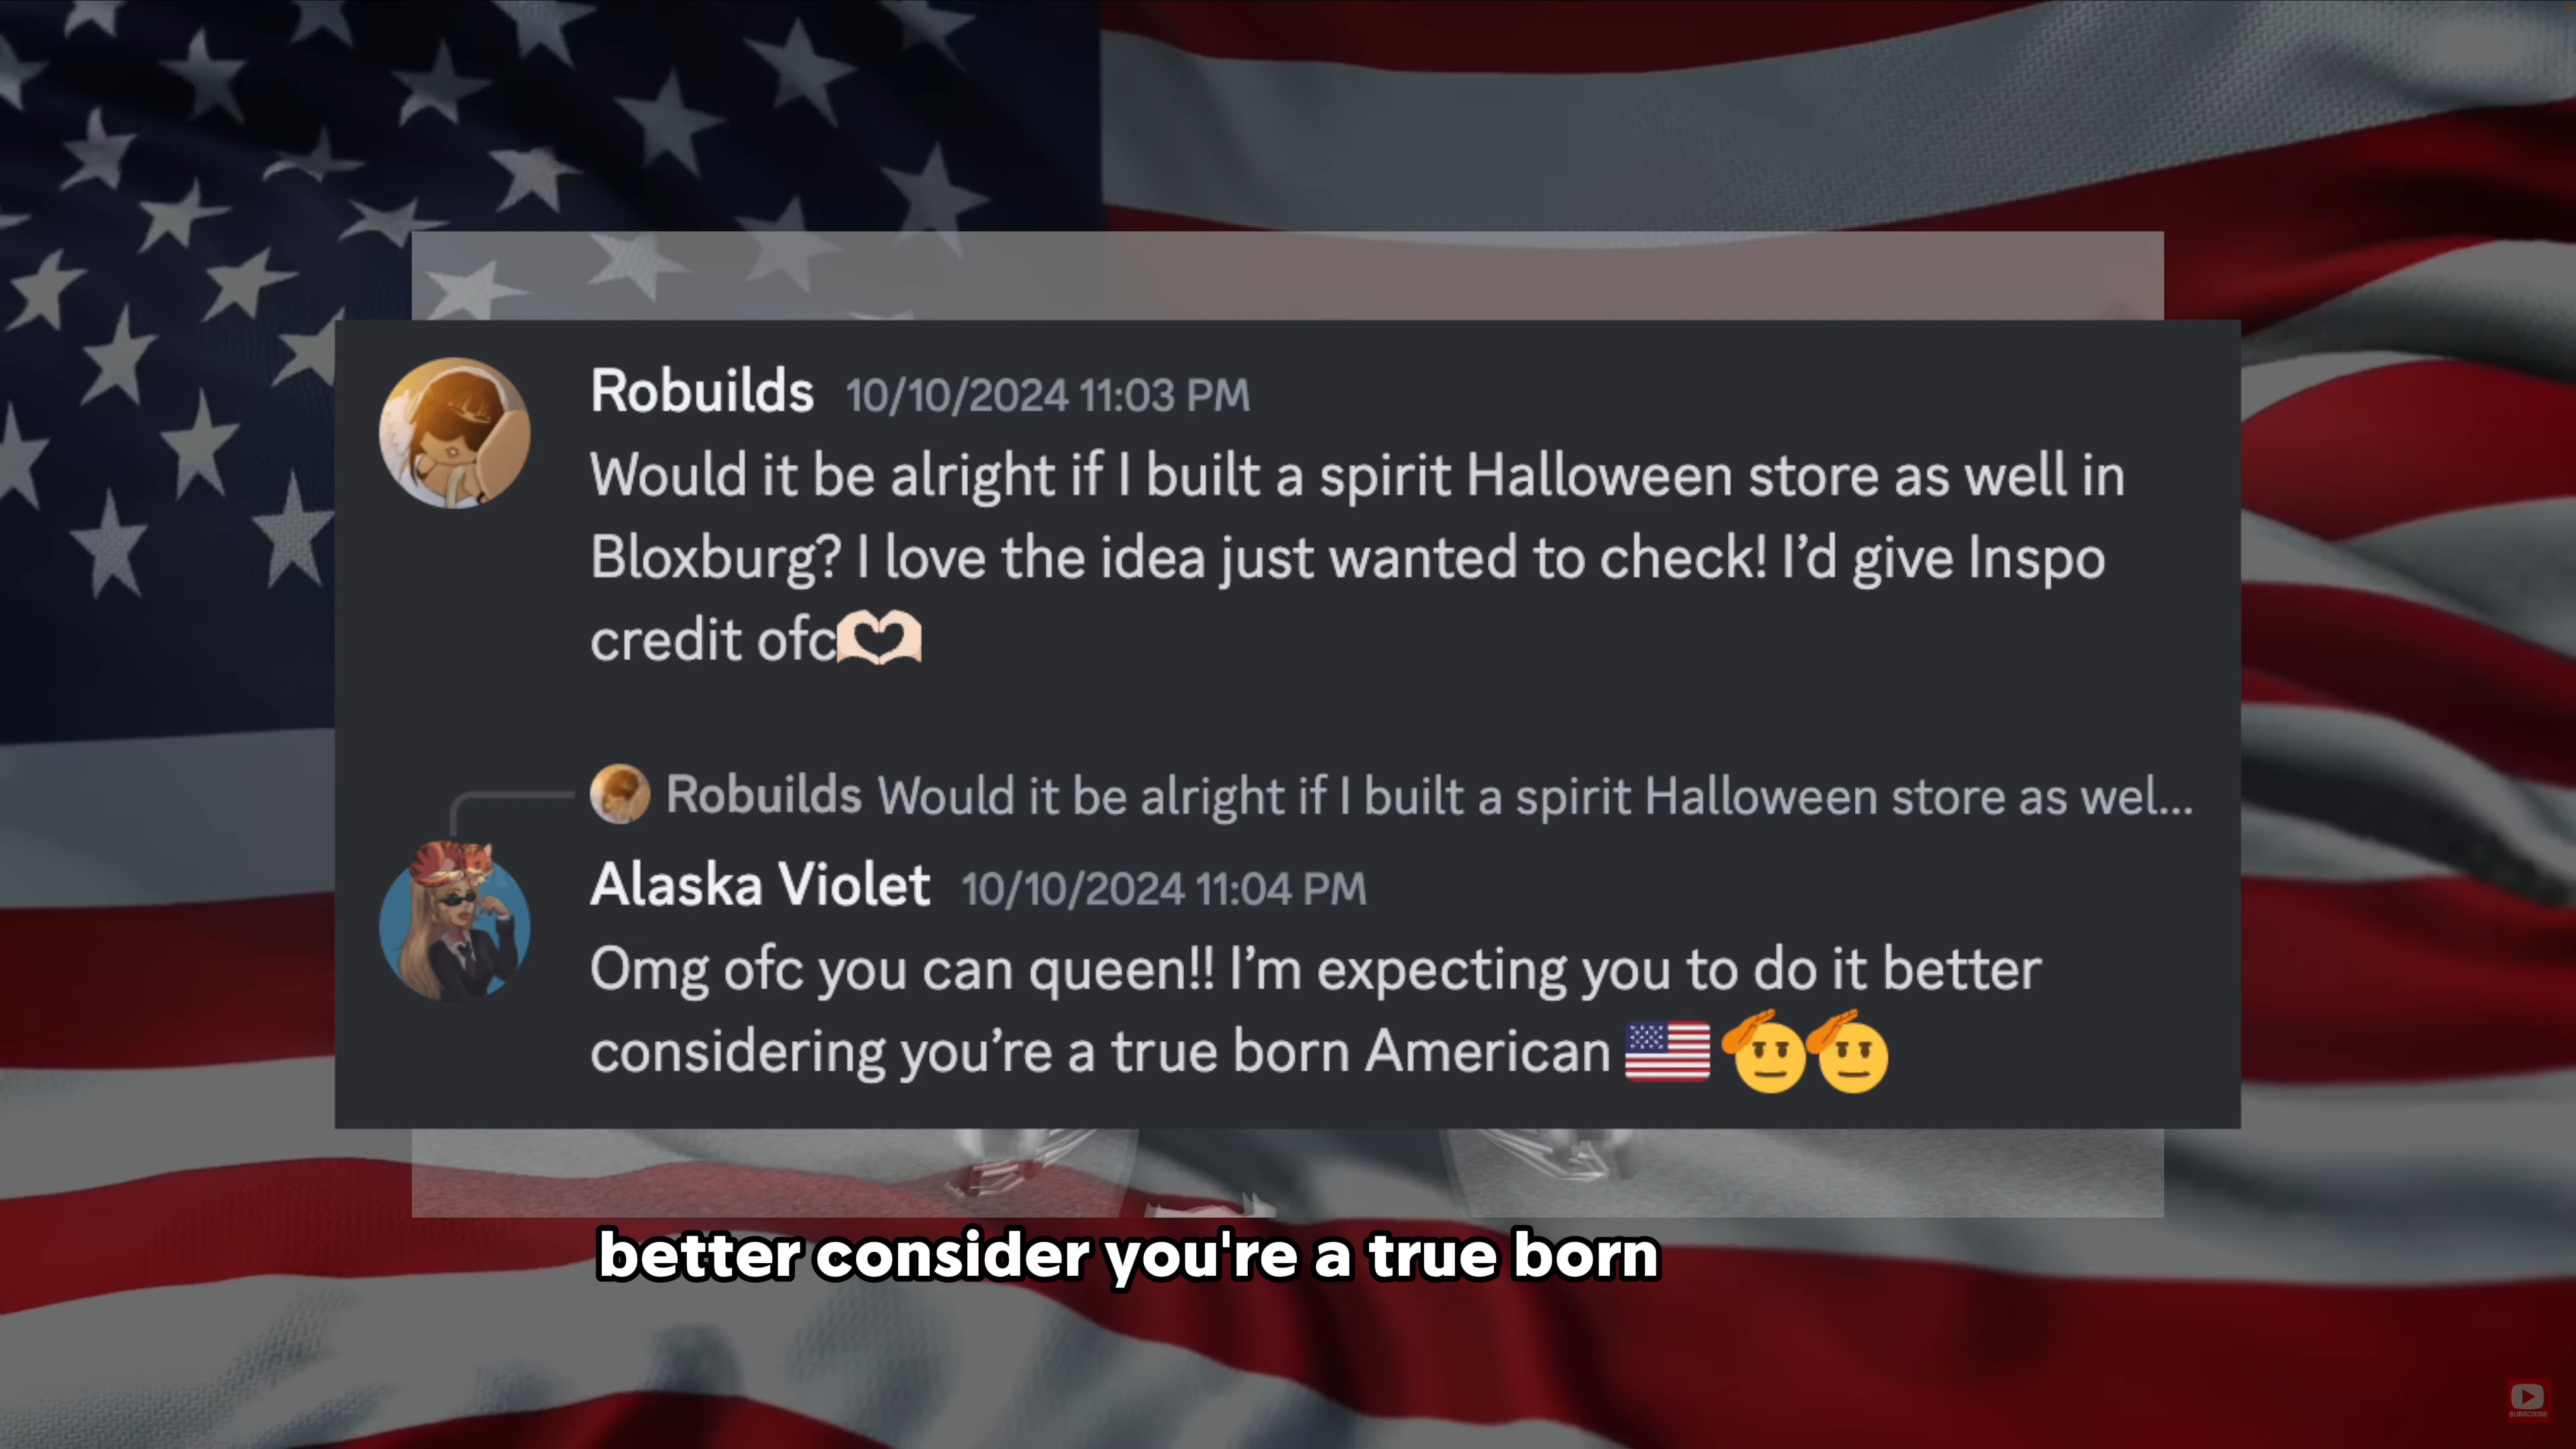 Robuilds 10/10/2024 11:03 PM
Would it be alright if I built a spirit Halloween store as well in
Bloxburg? I love the idea just wanted to check! I’d give Inspo
credit ofc🫶🏻
Robuilds Would it be alright if I built a spirit Halloween store as wel...
Alaska Violet 10/10/2024 11:04 PM
Omg ofc you can queen!! I’m expecting you to do it better
considering you’re a true born American 🇺🇸 🫡🫡
better consider you're a true born
SUBSCRIBE